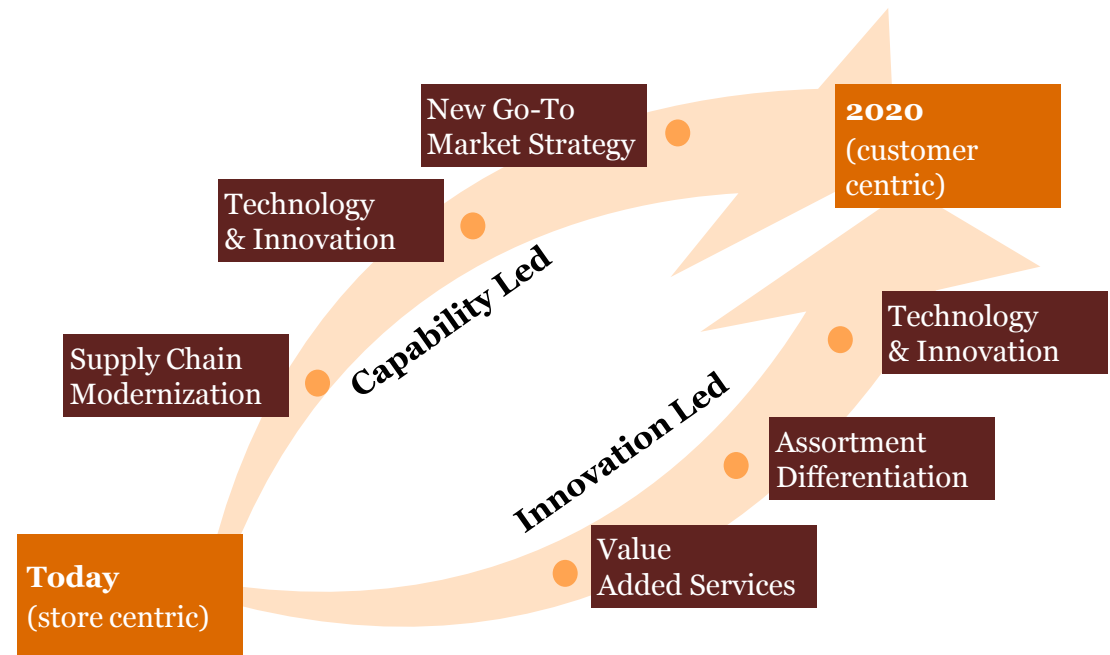 New Go-To
Market Strategy
2020
(customer
centric)
Technology
& Innovation
Capability Led
Supply Chain
Modernization
Technology
& Innovation
Innovation Led
Assortment
Differentiation
Value
Added Services
Today
(store centric)